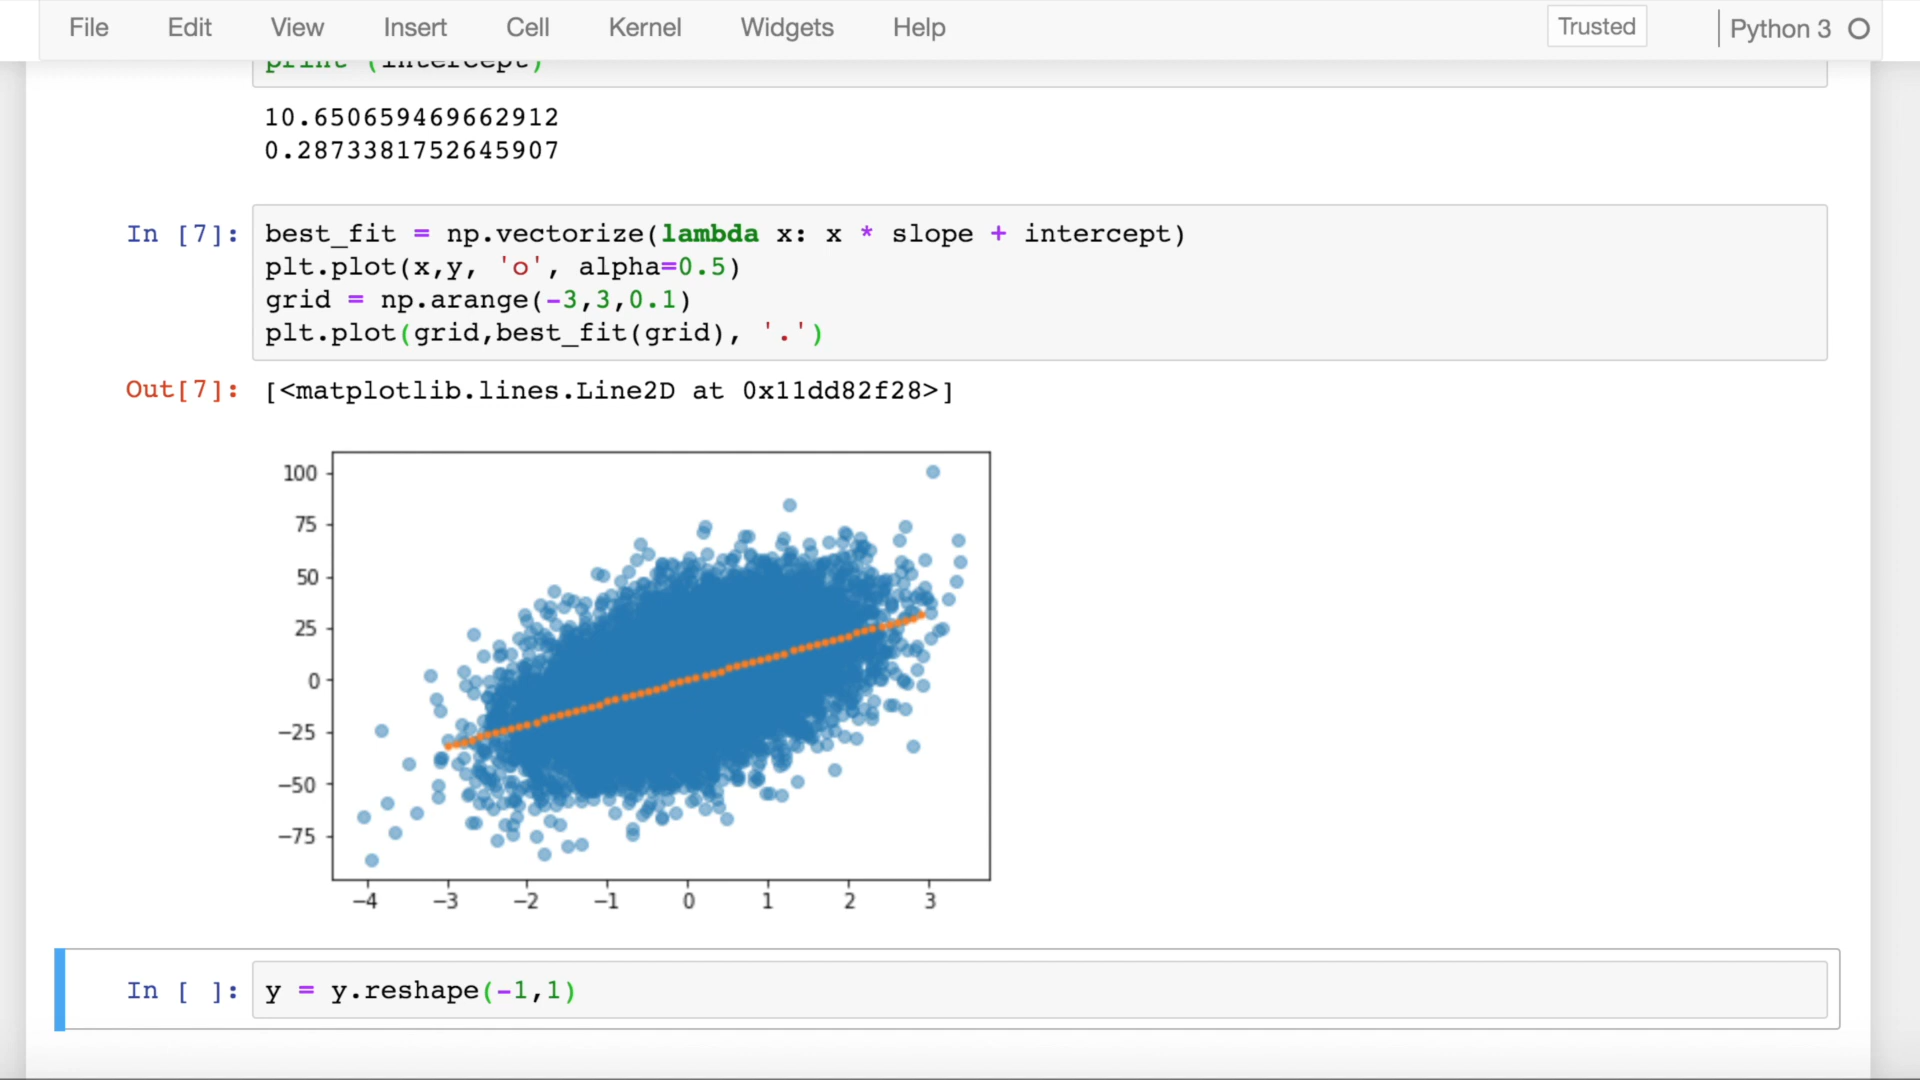 File Edit View Insert Cell Kernel Widgets Help Trusted Python 3
print (intercept)
10.650659469662912
0.2873381752645907
In [7]: best_fit = np.vectorize(lambda x: x * slope + intercept)
plt.plot(x,y, 'o', alpha=0.5)
grid = np.arange(-3,3,0.1)
plt.plot(grid,best_fit(grid), '.')
Out[7]: [<matplotlib.lines.Line2D at 0x11dd82f28>]
100
75
50
25
0
−25
−50
−75
−4 −3 −2 −1 0 1 2 3
In [ ]: y = y.reshape(-1,1)